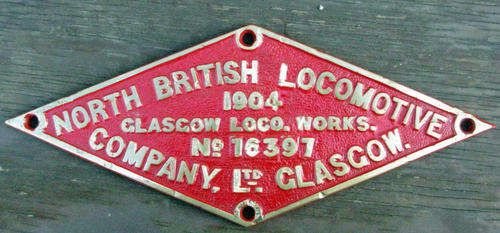 NORTH BRITISH LOCOMOTIVE
1904
GLASGOW LOCO. WORKS.
No 16397
COMPANY, LTD. GLASGOW.